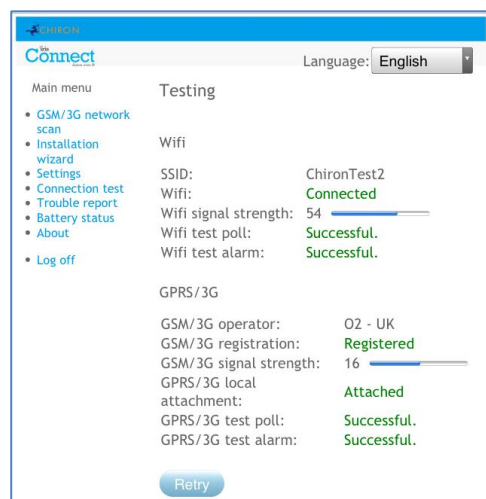 CHIRON
iris
Connect
Language: English
Main menu
• GSM/3G network
scan
• Installation
wizard
• Settings
• Connection test
• Trouble report
• Battery status
• About
• Log off
Testing
Wifi
SSID: ChironTest2
Wifi: Connected
Wifi signal strength: 54
Wifi test poll: Successful.
Wifi test alarm: Successful.
GPRS/3G
GSM/3G operator: O2 - UK
GSM/3G registration: Registered
GSM/3G signal strength: 16
GPRS/3G local
attachment: Attached
GPRS/3G test poll: Successful.
GPRS/3G test alarm: Successful.
Retry